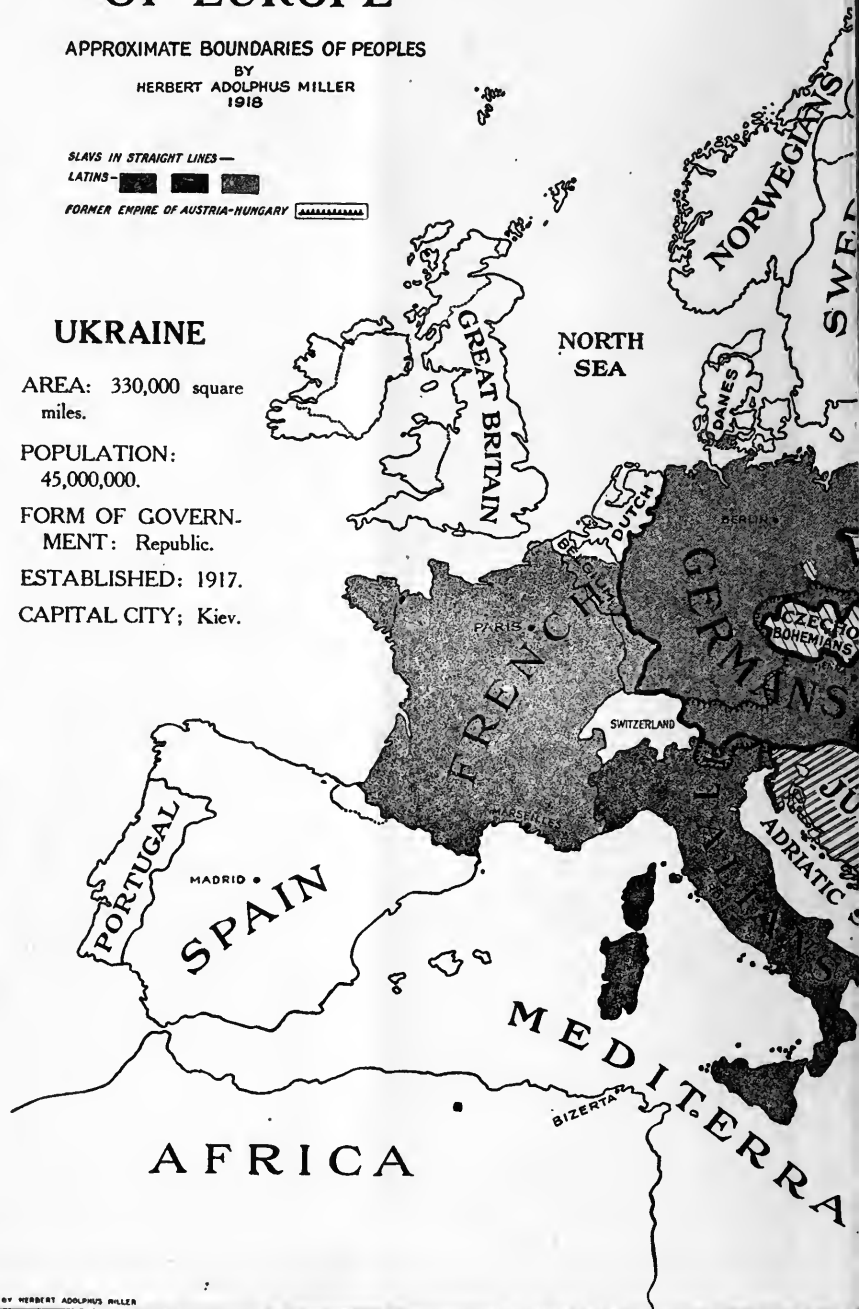 OF EUROPE
APPROXIMATE BOUNDARIES OF PEOPLES
BY
HERBERT ADOLPHUS MILLER
1918
SLAVS IN STRAIGHT LINES—
LATINS-
FORMER EMPIRE OF AUSTRIA-HUNGARY
UKRAINE
AREA: 330,000 square
miles.
POPULATION:
45,000,000.
FORM OF GOVERN-
MENT: Republic.
ESTABLISHED: 1917.
CAPITAL CITY; Kiev.
NORWEGIANS
SWED
GREAT BRITAIN
NORTH
SEA
DANES
DUTCH
BELGIUM
BERLIN
GERMANS
CZECHO
BOHEMIANS
PARIS
FRENCH
SWITZERLAND
MARSEILLES
ITALIANS
JU
ADRIATIC S
PORTUGAL
MADRID
SPAIN
MEDITERRA
BIZERTA
AFRICA
BY HERBERT ADOLPHUS MILLER